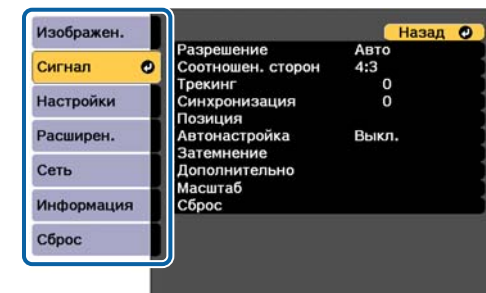 Изображен.
Сигнал
Настройки
Расширен.
Сеть
Информация
Сброс
Назад
Разрешение Авто
Соотношен. сторон 4:3
Трекинг 0
Синхронизация 0
Позиция
Автонастройка Выкл.
Затемнение
Дополнительно
Масштаб
Сброс